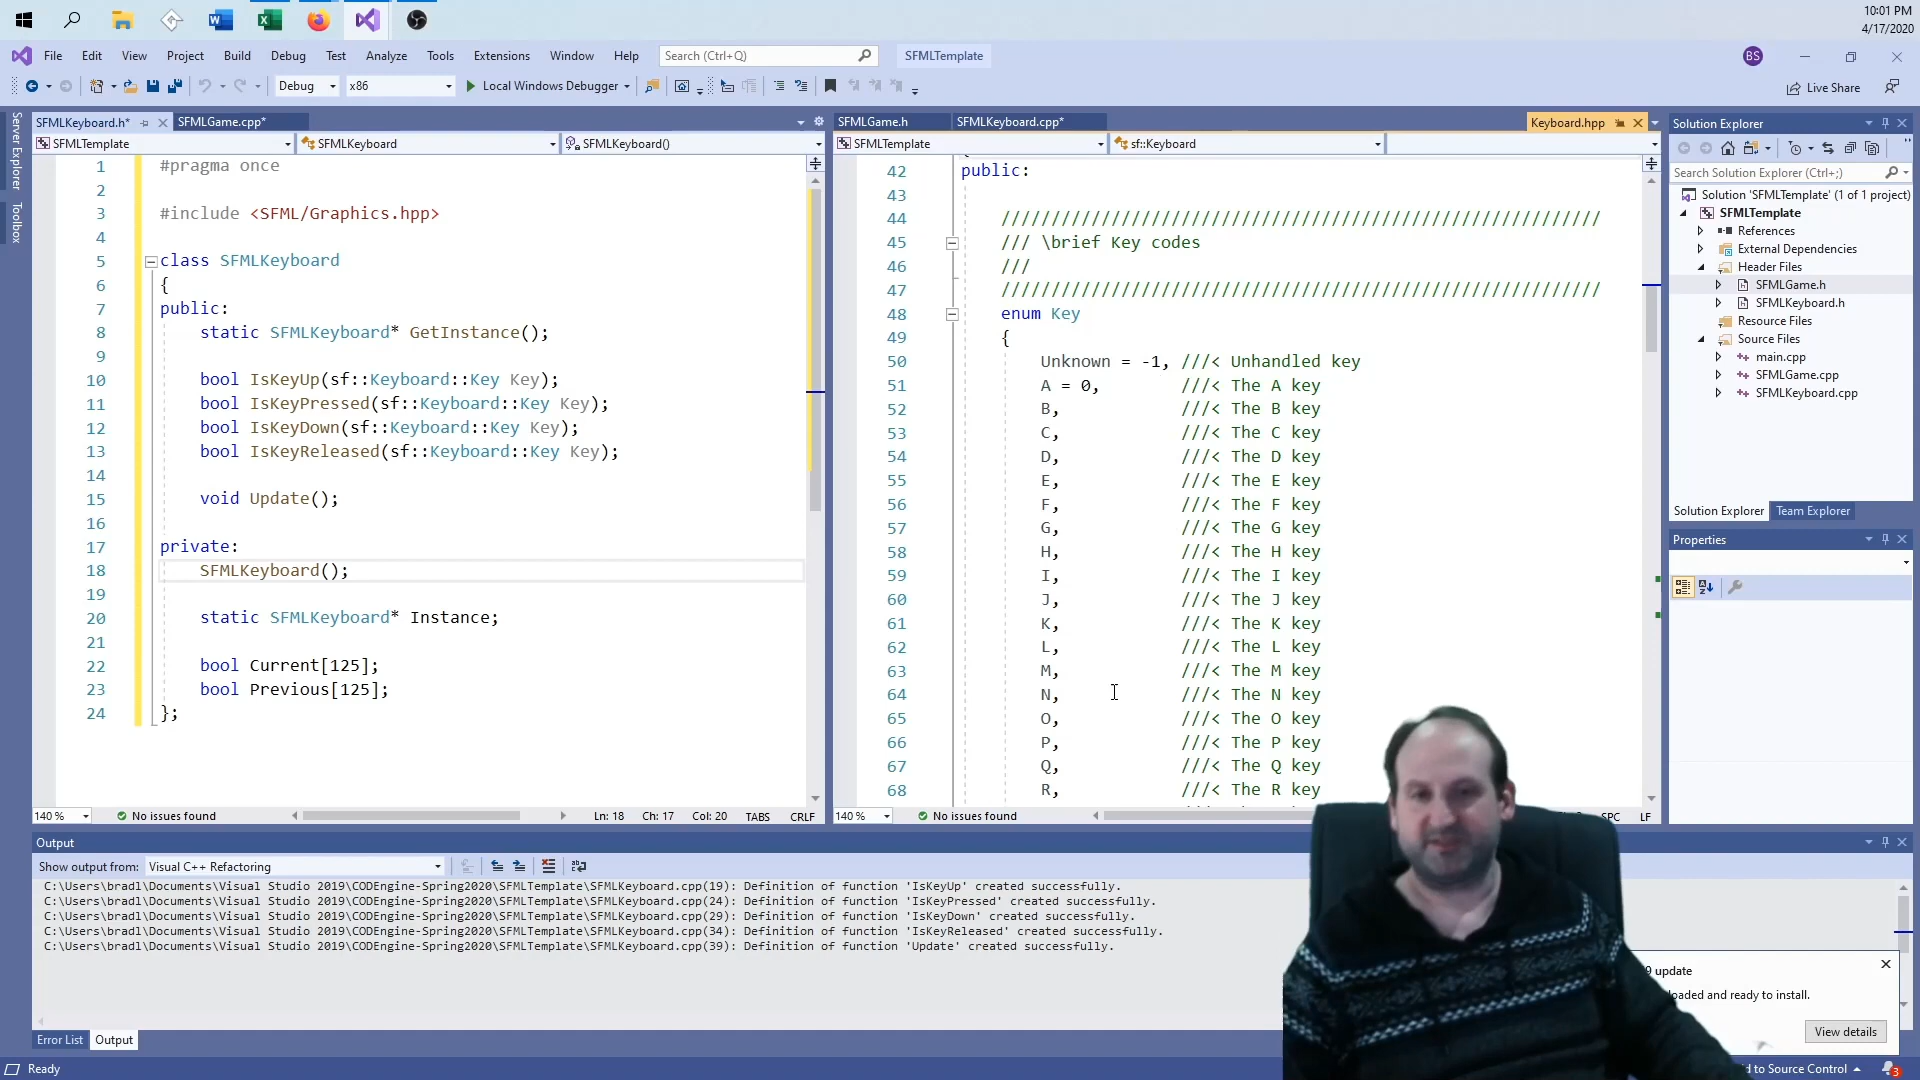 10:01 PM
4/17/2020
File Edit View Project Build Debug Test Analyze Tools Extensions Window Help Search (Ctrl+Q) SFMLTemplate BS
Debug x86 Local Windows Debugger Live Share
Server Explorer
Toolbox
SFMLKeyboard.h* SFMLGame.cpp*
SFMLTemplate SFMLKeyboard SFMLKeyboard()
1 #pragma once
2
3 #include <SFML/Graphics.hpp>
4
5 class SFMLKeyboard
6 {
7 public:
8 static SFMLKeyboard* GetInstance();
9
10 bool IsKeyUp(sf::Keyboard::Key Key);
11 bool IsKeyPressed(sf::Keyboard::Key Key);
12 bool IsKeyDown(sf::Keyboard::Key Key);
13 bool IsKeyReleased(sf::Keyboard::Key Key);
14
15 void Update();
16
17 private:
18 SFMLKeyboard();
19
20 static SFMLKeyboard* Instance;
21
22 bool Current[125];
23 bool Previous[125];
24 };
140 % No issues found Ln: 18 Ch: 17 Col: 20 TABS CRLF
SFMLGame.h SFMLKeyboard.cpp* Keyboard.hpp
SFMLTemplate sf::Keyboard
42 public:
43
44 ////////////////////////////////////////////////////////////
45 /// \brief Key codes
46 ///
47 ////////////////////////////////////////////////////////////
48 enum Key
49 {
50 Unknown = -1, ///< Unhandled key
51 A = 0, ///< The A key
52 B, ///< The B key
53 C, ///< The C key
54 D, ///< The D key
55 E, ///< The E key
56 F, ///< The F key
57 G, ///< The G key
58 H, ///< The H key
59 I, ///< The I key
60 J, ///< The J key
61 K, ///< The K key
62 L, ///< The L key
63 M, ///< The M key
64 N, ///< The N key
65 O, ///< The O key
66 P, ///< The P key
67 Q, ///< The Q key
68 R, ///< The R key
140 % No issues found SPC LF
Solution Explorer
Search Solution Explorer (Ctrl+;)
Solution 'SFMLTemplate' (1 of 1 project)
SFMLTemplate
References
External Dependencies
Header Files
SFMLGame.h
SFMLKeyboard.h
Resource Files
Source Files
main.cpp
SFMLGame.cpp
SFMLKeyboard.cpp
Solution Explorer Team Explorer
Properties
Output
Show output from: Visual C++ Refactoring
C:\Users\bradl\Documents\Visual Studio 2019\CODEngine-Spring2020\SFMLTemplate\SFMLKeyboard.cpp(19): Definition of function 'IsKeyUp' created successfully.
C:\Users\bradl\Documents\Visual Studio 2019\CODEngine-Spring2020\SFMLTemplate\SFMLKeyboard.cpp(24): Definition of function 'IsKeyPressed' created successfully.
C:\Users\bradl\Documents\Visual Studio 2019\CODEngine-Spring2020\SFMLTemplate\SFMLKeyboard.cpp(29): Definition of function 'IsKeyDown' created successfully.
C:\Users\bradl\Documents\Visual Studio 2019\CODEngine-Spring2020\SFMLTemplate\SFMLKeyboard.cpp(34): Definition of function 'IsKeyReleased' created successfully.
C:\Users\bradl\Documents\Visual Studio 2019\CODEngine-Spring2020\SFMLTemplate\SFMLKeyboard.cpp(39): Definition of function 'Update' created successfully.
9 update
oaded and ready to install.
View details
Error List Output
Ready
d to Source Control 3